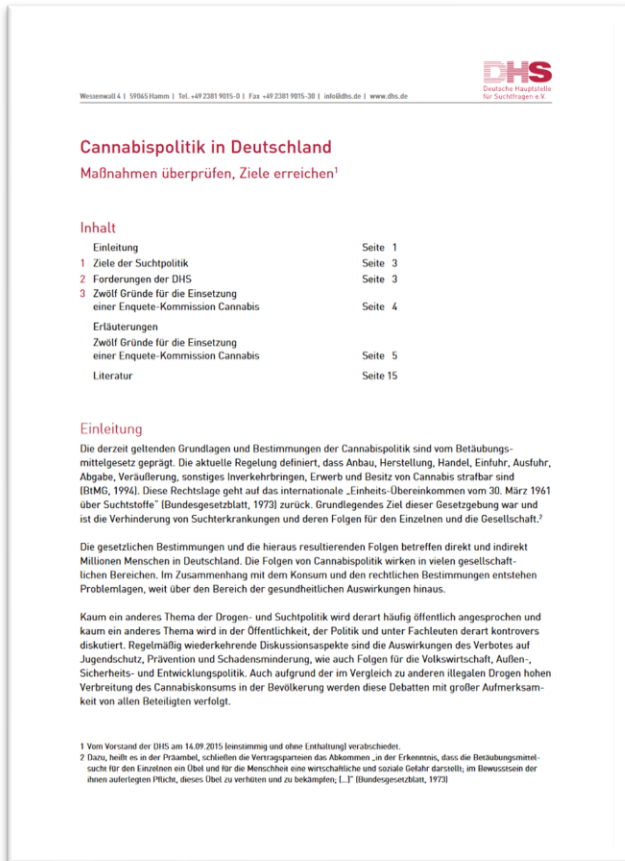 DHS
Deutsche Hauptstelle
für Suchtfragen e.V.
Westenwall 4 | 59065 Hamm | Tel. +49 2381 9015-0 | Fax +49 2381 9015-30 | info@dhs.de | www.dhs.de
Cannabispolitik in Deutschland
Maßnahmen überprüfen, Ziele erreichen¹
Inhalt
Einleitung Seite 1
1 Ziele der Suchtpolitik Seite 3
2 Forderungen der DHS Seite 3
3 Zwölf Gründe für die Einsetzung
einer Enquete-Kommission Cannabis Seite 4
Erläuterungen
Zwölf Gründe für die Einsetzung
einer Enquete-Kommission Cannabis Seite 5
Literatur Seite 15
Einleitung
Die derzeit geltenden Grundlagen und Bestimmungen der Cannabispolitik sind vom Betäubungs-
mittelgesetz geprägt. Die aktuelle Regelung definiert, dass Anbau, Herstellung, Handel, Einfuhr, Ausfuhr,
Abgabe, Veräußerung, sonstiges Inverkehrbringen, Erwerb und Besitz von Cannabis strafbar sind
(BtMG, 1994). Diese Rechtslage geht auf das internationale „Einheits-Übereinkommen vom 30. März 1961
über Suchtstoffe“ (Bundesgesetzblatt, 1973) zurück. Grundlegendes Ziel dieser Gesetzgebung war und
ist die Verhinderung von Suchterkrankungen und deren Folgen für den Einzelnen und die Gesellschaft.²
Die gesetzlichen Bestimmungen und die hieraus resultierenden Folgen betreffen direkt und indirekt
Millionen Menschen in Deutschland. Die Folgen von Cannabispolitik wirken in vielen gesellschaft-
lichen Bereichen. Im Zusammenhang mit dem Konsum und den rechtlichen Bestimmungen entstehen
Problemlagen, weit über den Bereich der gesundheitlichen Auswirkungen hinaus.
Kaum ein anderes Thema der Drogen- und Suchtpolitik wird derart häufig öffentlich angesprochen und
kaum ein anderes Thema wird in der Öffentlichkeit, der Politik und unter Fachleuten derart kontrovers
diskutiert. Regelmäßig wiederkehrende Diskussionsaspekte sind die Auswirkungen des Verbotes auf
Jugendschutz, Prävention und Schadensminderung, wie auch Folgen für die Volkswirtschaft, Außen-,
Sicherheits- und Entwicklungspolitik. Auch aufgrund der im Vergleich zu anderen illegalen Drogen hohen
Verbreitung des Cannabiskonsums in der Bevölkerung werden diese Debatten mit großer Aufmerksam-
keit von allen Beteiligten verfolgt.
1 Vom Vorstand der DHS am 14.09.2015 (einstimmig und ohne Enthaltung) verabschiedet.
2 Dazu, heißt es in der Präambel, schließen die Vertragsparteien das Abkommen „in der Erkenntnis, dass die Betäubungsmittel-
sucht für den Einzelnen ein Übel und für die Menschheit eine wirtschaftliche und soziale Gefahr darstellt; im Bewusstsein der
ihnen auferlegten Pflicht, dieses Übel zu verhüten und zu bekämpfen; [...]“ (Bundesgesetzblatt, 1973)